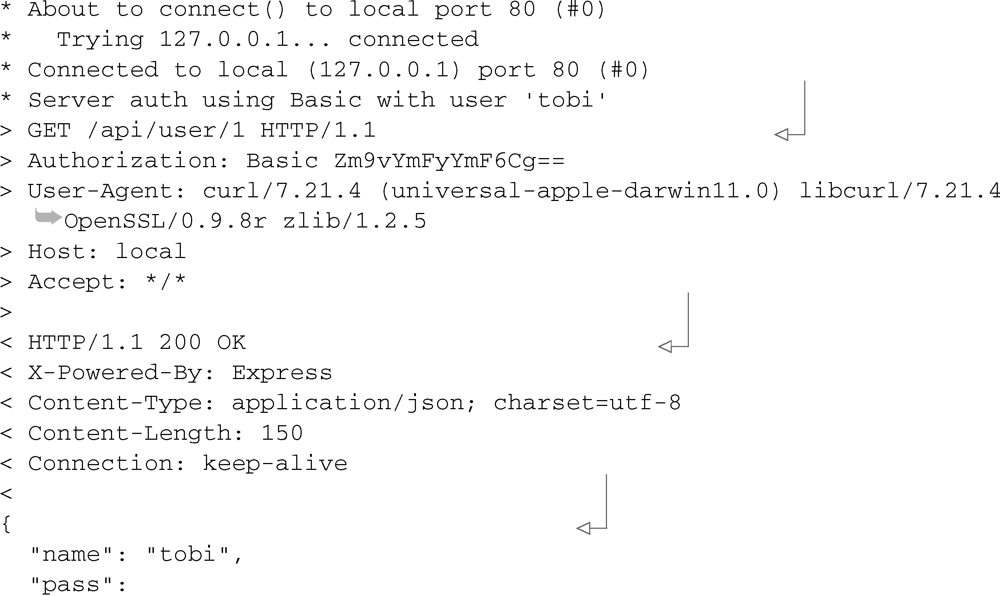 * About to connect() to local port 80 (#0)
*   Trying 127.0.0.1... connected
* Connected to local (127.0.0.1) port 80 (#0)
* Server auth using Basic with user 'tobi'
> GET /api/user/1 HTTP/1.1
> Authorization: Basic Zm9vYmFyYmF6Cg==
> User-Agent: curl/7.21.4 (universal-apple-darwin11.0) libcurl/7.21.4
OpenSSL/0.9.8r zlib/1.2.5
> Host: local
> Accept: */*
>
< HTTP/1.1 200 OK
< X-Powered-By: Express
< Content-Type: application/json; charset=utf-8
< Content-Length: 150
< Connection: keep-alive
<
{
  "name": "tobi",
  "pass":